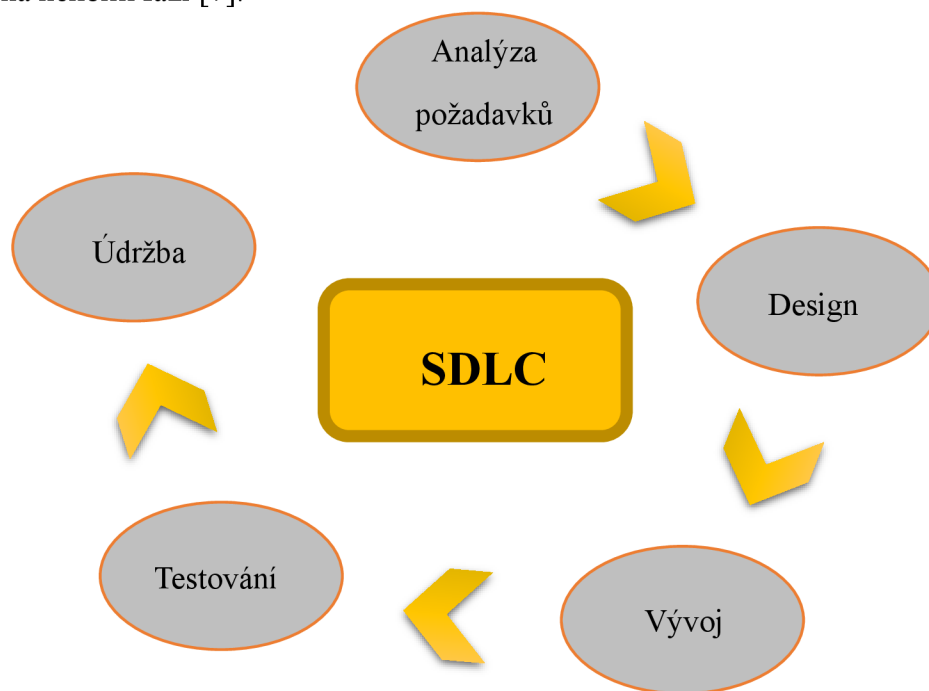 Analýza
požadavků
Údržba
Design
SDLC
Testování
Vývoj